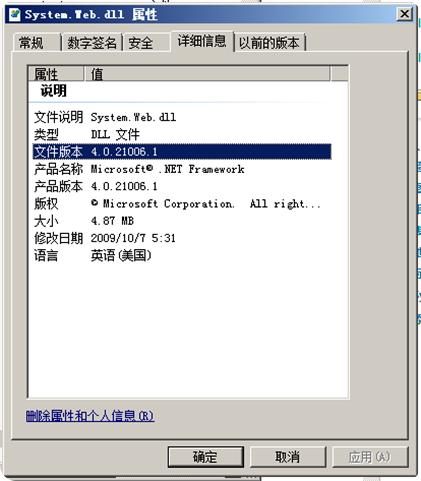 System.Web.dll 属性
常规 数字签名 安全 详细信息 以前的版本
属性 值
说明
文件说明 System.Web.dll
类型 DLL 文件
文件版本 4.0.21006.1
产品名称 Microsoft® .NET Framework
产品版本 4.0.21006.1
版权 © Microsoft Corporation. All right...
大小 4.87 MB
修改日期 2009/10/7 5:31
语言 英语(美国)
删除属性和个人信息(R)
确定 取消 应用(A)